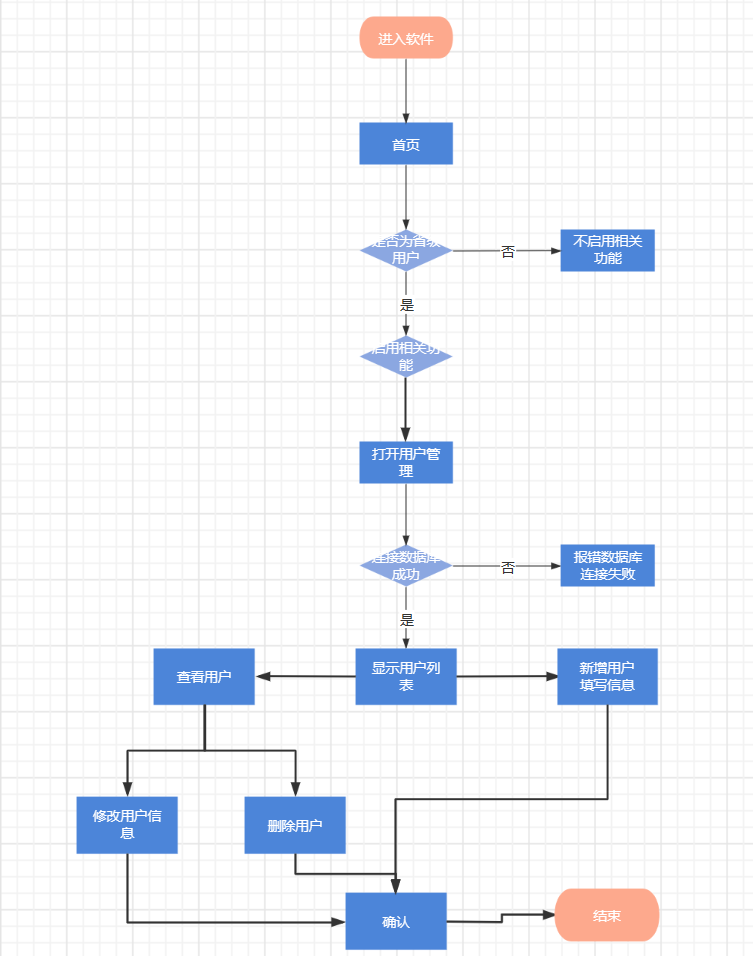 进入软件
首页
是否为省级
用户
否
不启用相关
功能
是
启用相关功
能
打开用户管
理
连接数据库
成功
否
报错数据库
连接失败
是
查看用户
显示用户列
表
新增用户
填写信息
修改用户信
息
删除用户
确认
结束